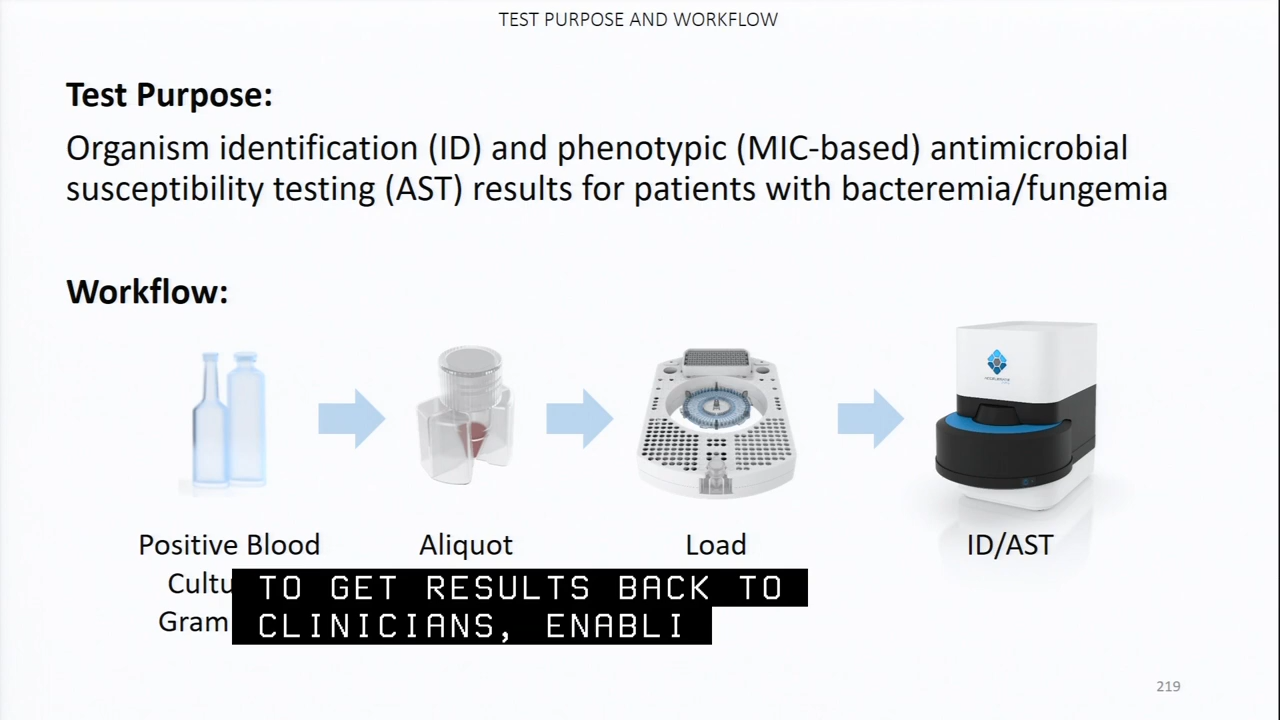 TEST PURPOSE AND WORKFLOW
Test Purpose:
Organism identification (ID) and phenotypic (MIC-based) antimicrobial
susceptibility testing (AST) results for patients with bacteremia/fungemia
Workflow:
Positive Blood
Aliquot
Load
ID/AST
Cultu
Gram
TO GET RESULTS BACK TO
CLINICIANS, ENABLI
219